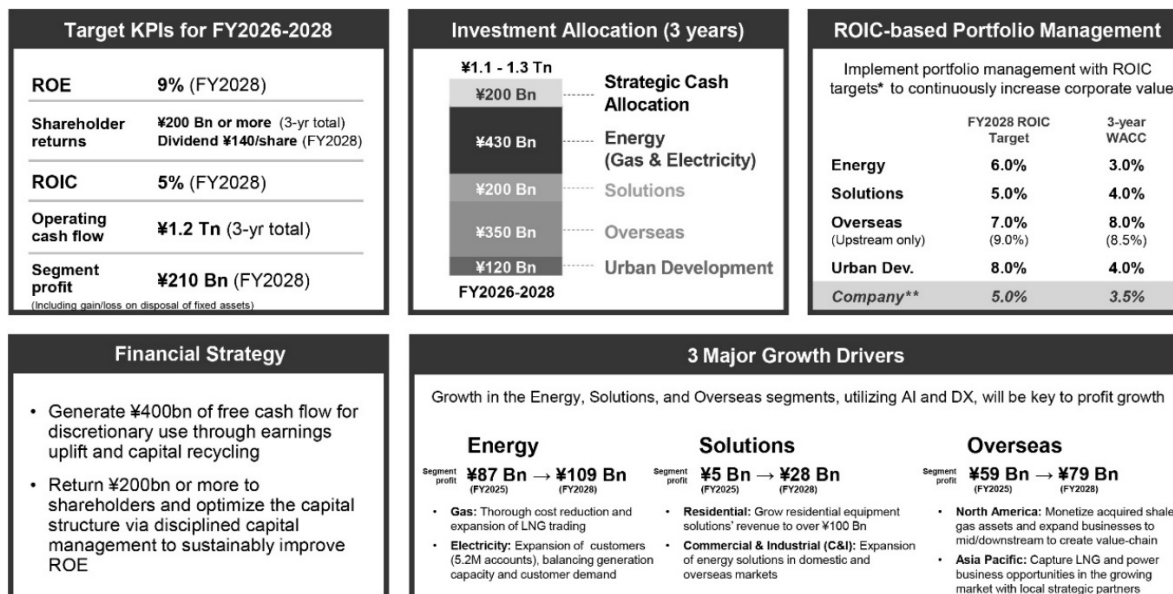 Target KPIs for FY2026-2028
ROE 9% (FY2028)
Shareholder returns ¥200 Bn or more (3-yr total)
Dividend ¥140/share (FY2028)
ROIC 5% (FY2028)
Operating cash flow ¥1.2 Tn (3-yr total)
Segment profit ¥210 Bn (FY2028)
(Including gain/loss on disposal of fixed assets)
Investment Allocation (3 years)
¥1.1 - 1.3 Tn
¥200 Bn Strategic Cash Allocation
¥430 Bn Energy (Gas & Electricity)
¥200 Bn Solutions
¥350 Bn Overseas
¥120 Bn Urban Development
FY2026-2028
ROIC-based Portfolio Management
Implement portfolio management with ROIC
targets* to continuously increase corporate value
FY2028 ROIC Target 3-year WACC
Energy 6.0% 3.0%
Solutions 5.0% 4.0%
Overseas 7.0% 8.0%
(Upstream only) (9.0%) (8.5%)
Urban Dev. 8.0% 4.0%
Company** 5.0% 3.5%
Financial Strategy
• Generate ¥400bn of free cash flow for
discretionary use through earnings
uplift and capital recycling
• Return ¥200bn or more to
shareholders and optimize the capital
structure via disciplined capital
management to sustainably improve
ROE
3 Major Growth Drivers
Growth in the Energy, Solutions, and Overseas segments, utilizing AI and DX, will be key to profit growth
Energy
Segment profit ¥87 Bn → ¥109 Bn
(FY2025) (FY2028)
• Gas: Thorough cost reduction and
expansion of LNG trading
• Electricity: Expansion of customers
(5.2M accounts), balancing generation
capacity and customer demand
Solutions
Segment profit ¥5 Bn → ¥28 Bn
(FY2025) (FY2028)
• Residential: Grow residential equipment
solutions' revenue to over ¥100 Bn
• Commercial & Industrial (C&I): Expansion
of energy solutions in domestic and
overseas markets
Overseas
Segment profit ¥59 Bn → ¥79 Bn
(FY2025) (FY2028)
• North America: Monetize acquired shale
gas assets and expand businesses to
mid/downstream to create value-chain
• Asia Pacific: Capture LNG and power
business opportunities in the growing
market with local strategic partners